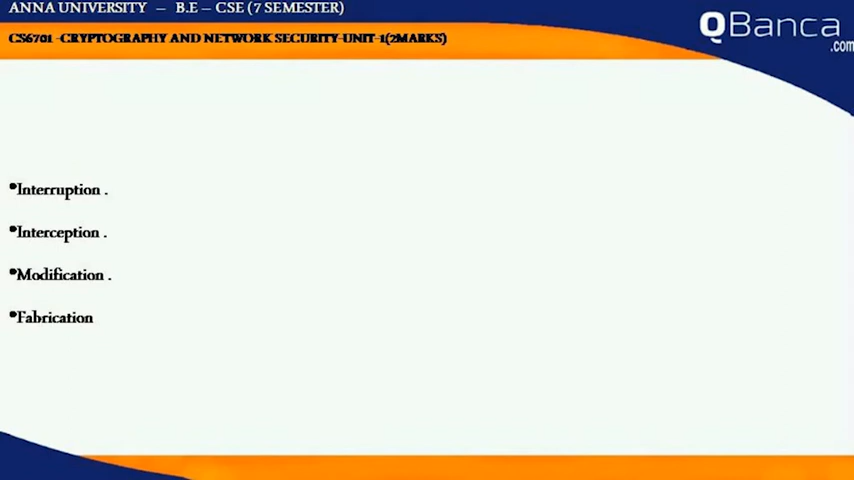 ANNA UNIVERSITY – B.E – CSE (7 SEMESTER)
CS6701 -CRYPTOGRAPHY AND NETWORK SECURITY-UNIT-1(2MARKS)
QBanca
.com
•Interruption .
•Interception .
•Modification .
•Fabrication